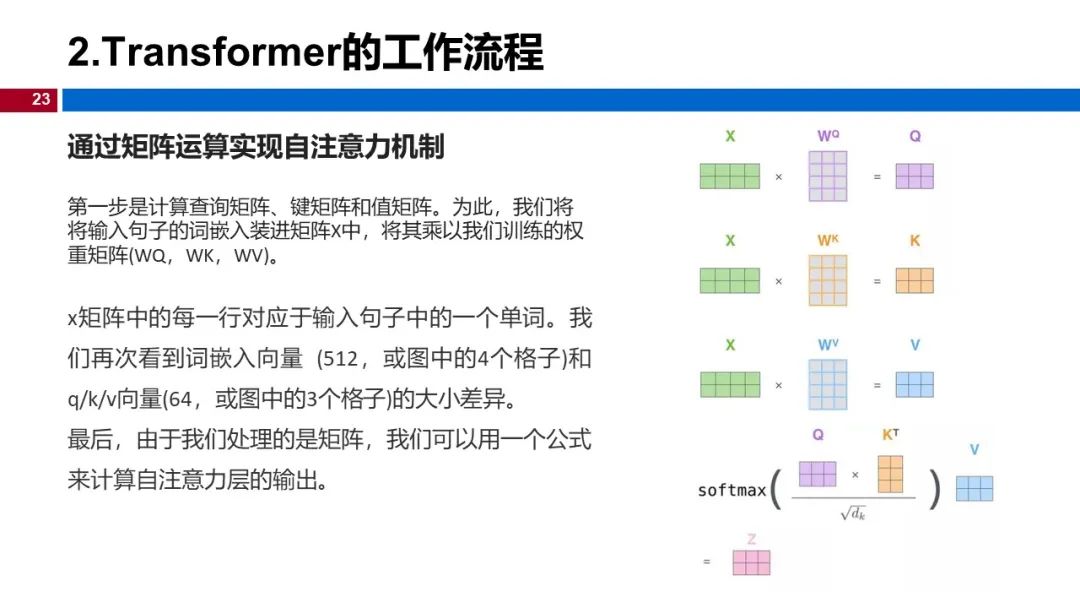 2.Transformer的工作流程
23
通过矩阵运算实现自注意力机制
第一步是计算查询矩阵、键矩阵和值矩阵。为此，我们将
将输入句子的词嵌入装进矩阵X中，将其乘以我们训练的权
重矩阵(WQ，WK，WV)。
x矩阵中的每一行对应于输入句子中的一个单词。我
们再次看到词嵌入向量 (512，或图中的4个格子)和
q/k/v向量(64，或图中的3个格子)的大小差异。
最后，由于我们处理的是矩阵，我们可以用一个公式
来计算自注意力层的输出。
X Wᵠ Q
× =
X Wᴷ K
× =
X Wⱽ V
× =
Q Kᵀ V
softmax( × )
√dₖ
Z
=